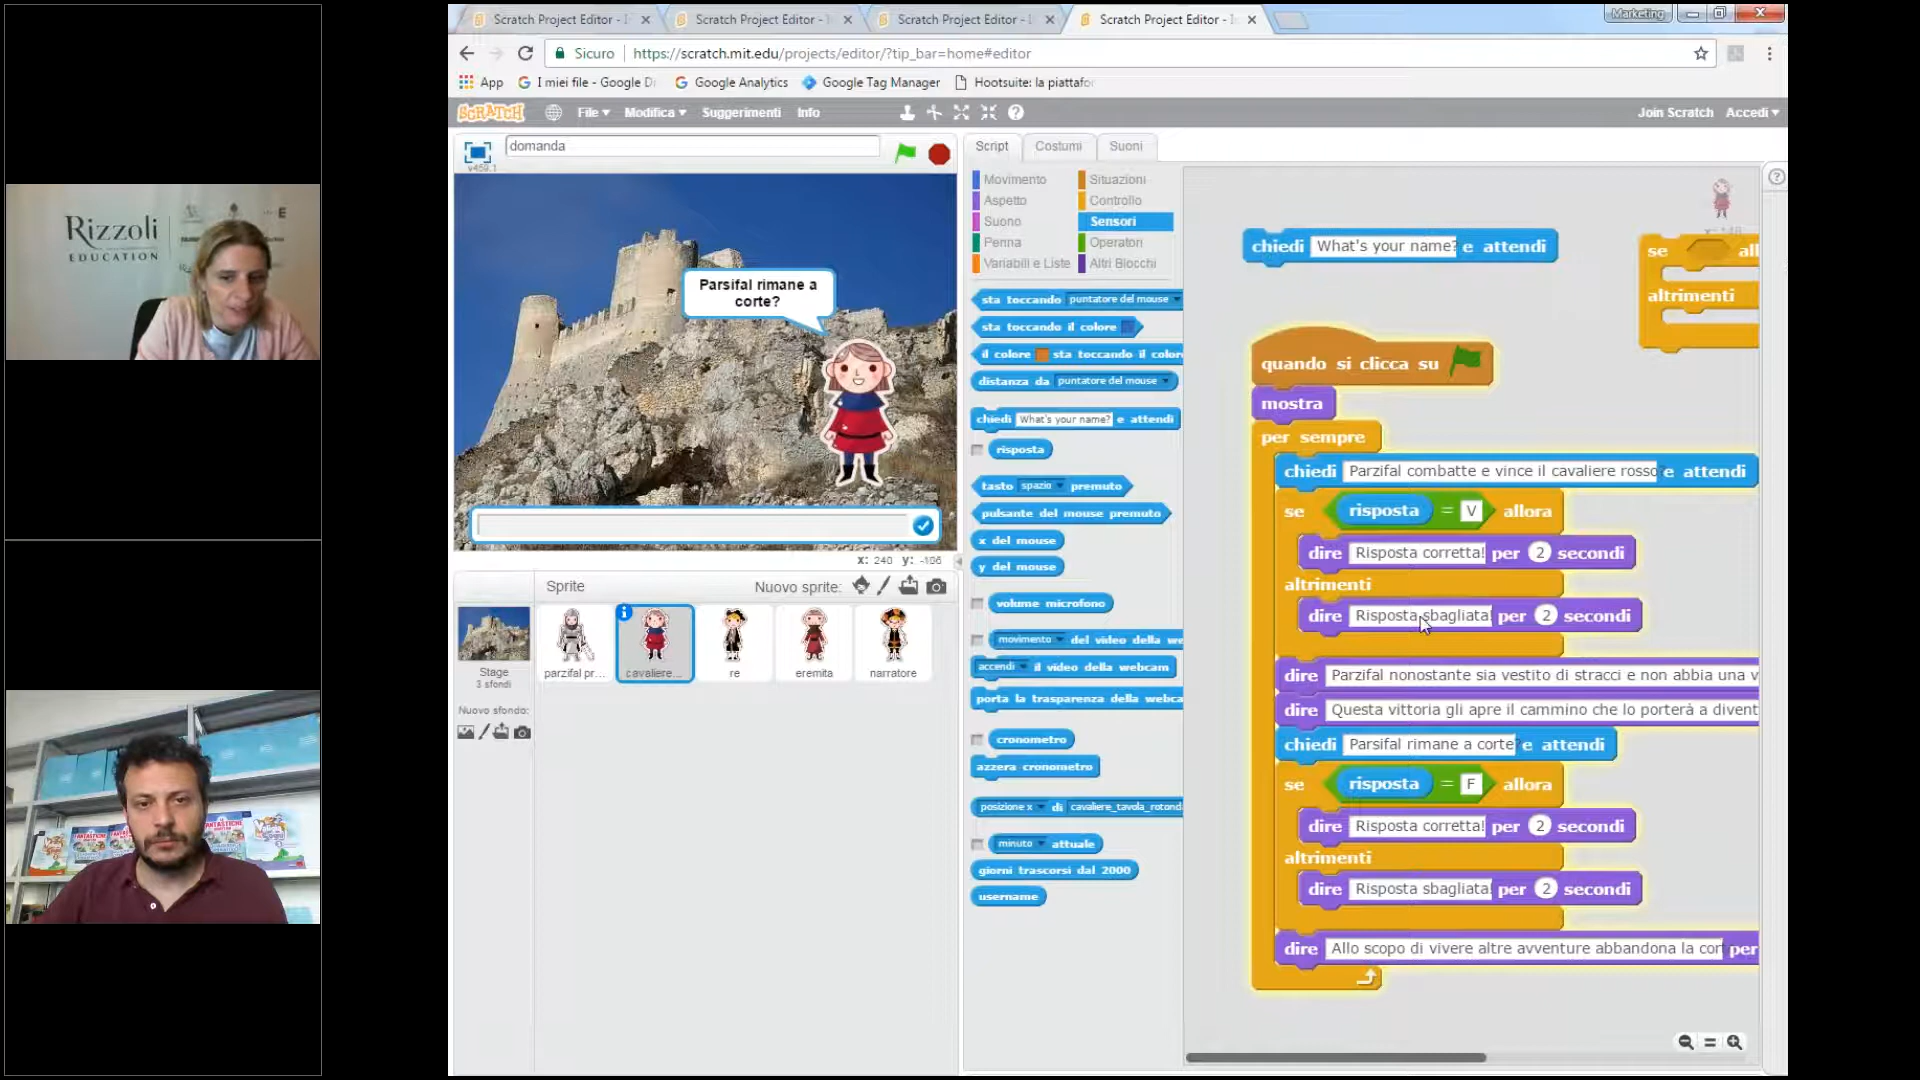 Scratch Project Editor - I
Scratch Project Editor - I
Scratch Project Editor - I
Scratch Project Editor - I
Marketing
Sicuro
https://scratch.mit.edu/projects/editor/?tip_bar=home#editor
App
I miei file - Google Di
Google Analytics
Google Tag Manager
Hootsuite: la piattafor
SCRATCH
File
Modifica
Suggerimenti
Info
Join Scratch
Accedi
v459.1
domanda
Script
Costumi
Suoni
Rizzoli
EDUCATION
Parsifal rimane a
corte?
x: 240 y: -106
Movimento
Aspetto
Suono
Penna
Variabili e Liste
Situazioni
Controllo
Sensori
Operatori
Altri Blocchi
sta toccando puntatore del mouse
sta toccando il colore
il colore sta toccando il colore
distanza da puntatore del mouse
chiedi What's your name? e attendi
risposta
tasto spazio premuto
pulsante del mouse premuto
x del mouse
y del mouse
volume microfono
movimento del video della we
accendi il video della webcam
porta la trasparenza della webca
cronometro
azzera cronometro
posizione x di cavaliere_tavola_rotonda
minuto attuale
giorni trascorsi dal 2000
username
chiedi What's your name? e attendi
se all
altrimenti
quando si clicca su
mostra
per sempre
chiedi Parzifal combatte e vince il cavaliere rosso e attendi
se risposta = V allora
dire Risposta corretta! per 2 secondi
altrimenti
dire Risposta sbagliata! per 2 secondi
dire Parzifal nonostante sia vestito di stracci e non abbia una v
dire Questa vittoria gli apre il cammino che lo porterà a divent
chiedi Parsifal rimane a corte? e attendi
se risposta = F allora
dire Risposta corretta! per 2 secondi
altrimenti
dire Risposta sbagliata! per 2 secondi
dire Allo scopo di vivere altre avventure abbandona la cort per
Sprite
Nuovo sprite:
Stage
3 sfondi
Nuovo sfondo:
parzifal pr...
cavaliere...
re
eremita
narratore